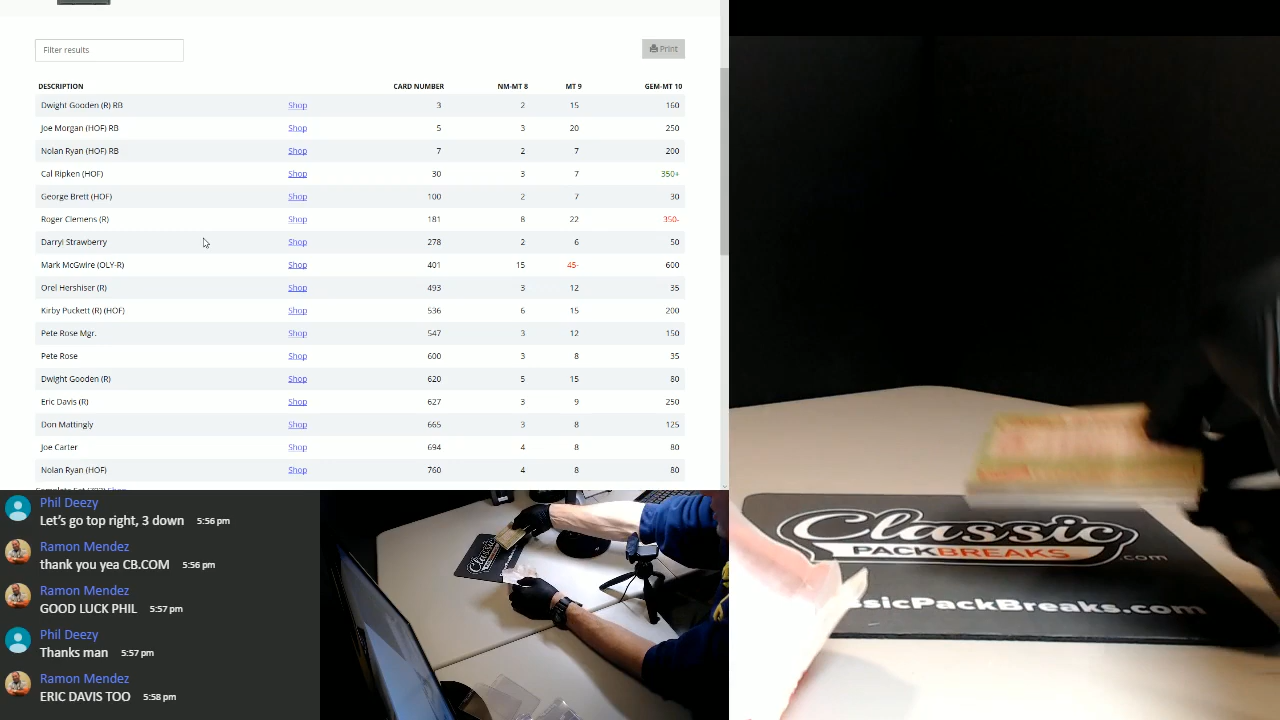 Filter results
Print
DESCRIPTION CARD NUMBER NM-MT 8 MT 9 GEM-MT 10
Dwight Gooden (R) RB Shop 3 2 15 160
Joe Morgan (HOF) RB Shop 5 3 20 250
Nolan Ryan (HOF) RB Shop 7 2 7 200
Cal Ripken (HOF) Shop 30 3 7 350+
George Brett (HOF) Shop 100 2 7 30
Roger Clemens (R) Shop 181 8 22 350-
Darryl Strawberry Shop 278 2 6 50
Mark McGwire (OLY-R) Shop 401 15 45- 600
Orel Hershiser (R) Shop 493 3 12 35
Kirby Puckett (R) (HOF) Shop 536 6 15 200
Pete Rose Mgr. Shop 547 3 12 150
Pete Rose Shop 600 3 8 35
Dwight Gooden (R) Shop 620 5 15 80
Eric Davis (R) Shop 627 3 9 250
Don Mattingly Shop 665 3 8 125
Joe Carter Shop 694 4 8 80
Nolan Ryan (HOF) Shop 760 4 8 80
Phil Deezy
Let's go top right, 3 down 5:56 pm
Ramon Mendez
thank you yea CB.COM 5:56 pm
Ramon Mendez
GOOD LUCK PHIL 5:57 pm
Phil Deezy
Thanks man 5:57 pm
Ramon Mendez
ERIC DAVIS TOO 5:58 pm
Classic
PACKBREAKS
.com
ssicPackBreaks.com